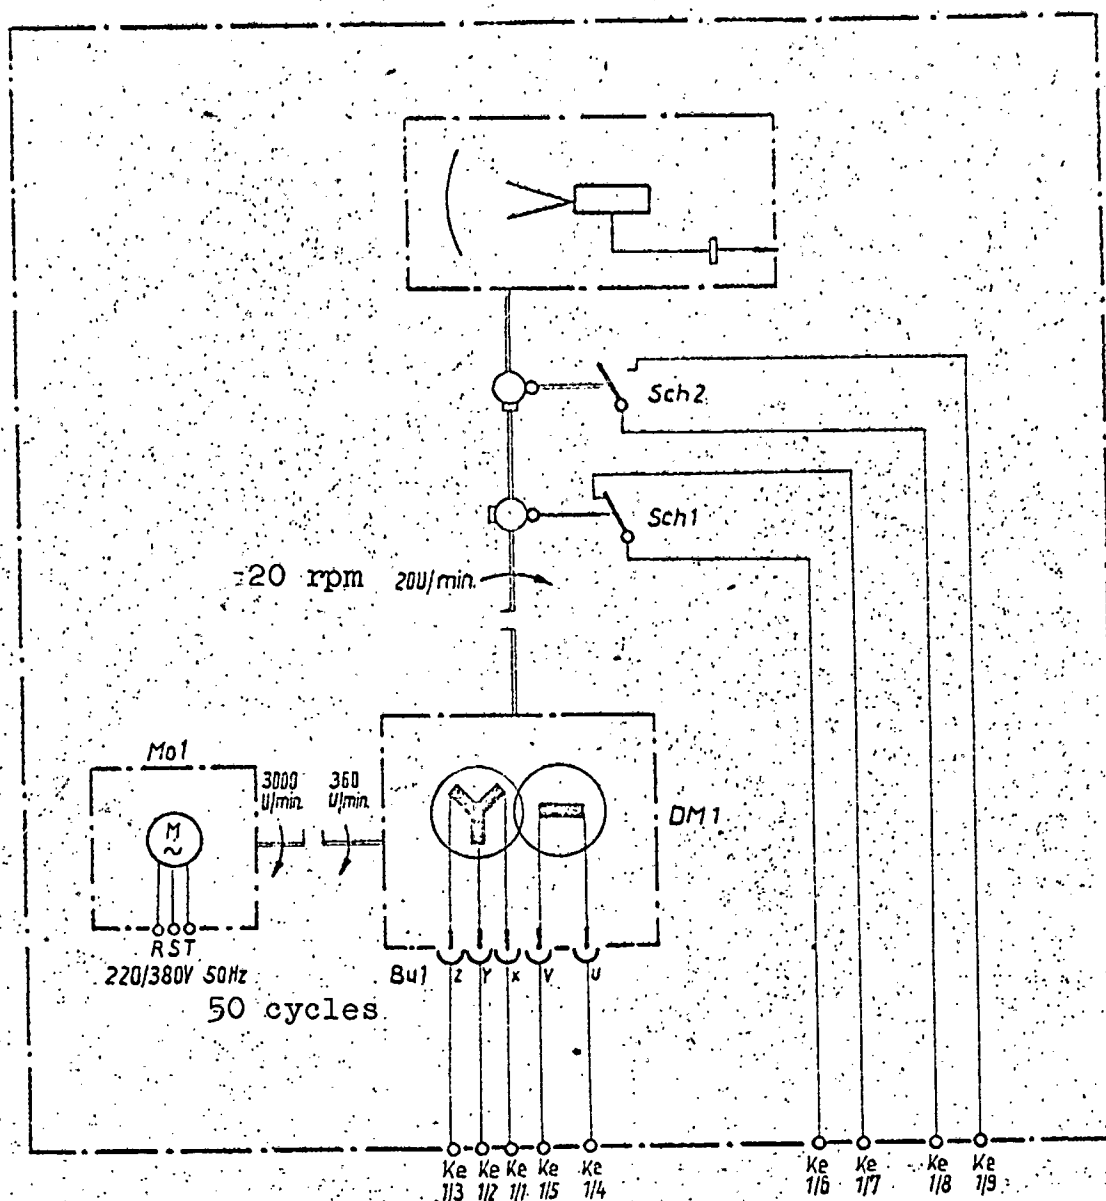 Sch2
Sch1
20 rpm 20U/min.
Mo1
3000 U/min.
360 U/min.
M
~
DM1
R S T
220/380V 50Hz
50 cycles
Bu1 Z Y X V U
Ke 1/3
Ke 1/2
Ke 1/1
Ke 1/5
Ke 1/4
Ke 1/6
Ke 1/7
Ke 1/8
Ke 1/9